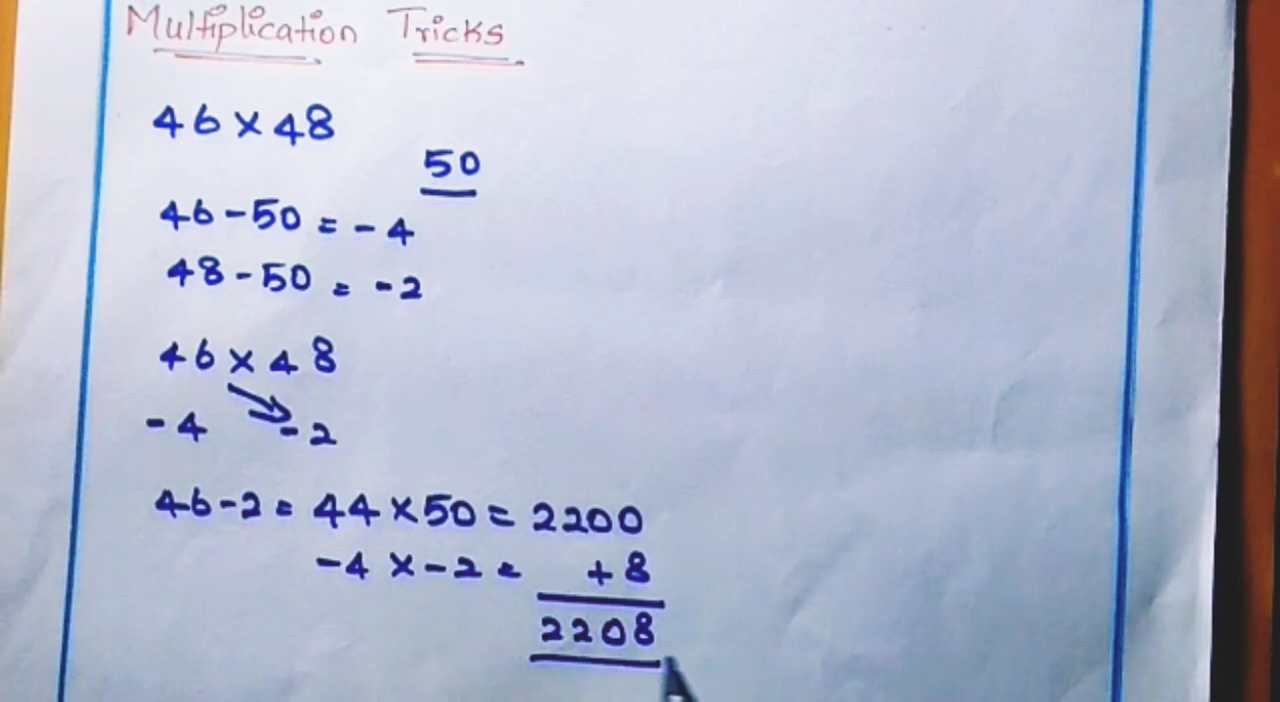 Multiplication Tricks
46 × 48
50
46 - 50 = - 4
48 - 50 = - 2
46 × 48
- 4 - 2
46 - 2 = 44 × 50 = 2200
- 4 × - 2 = + 8
2208